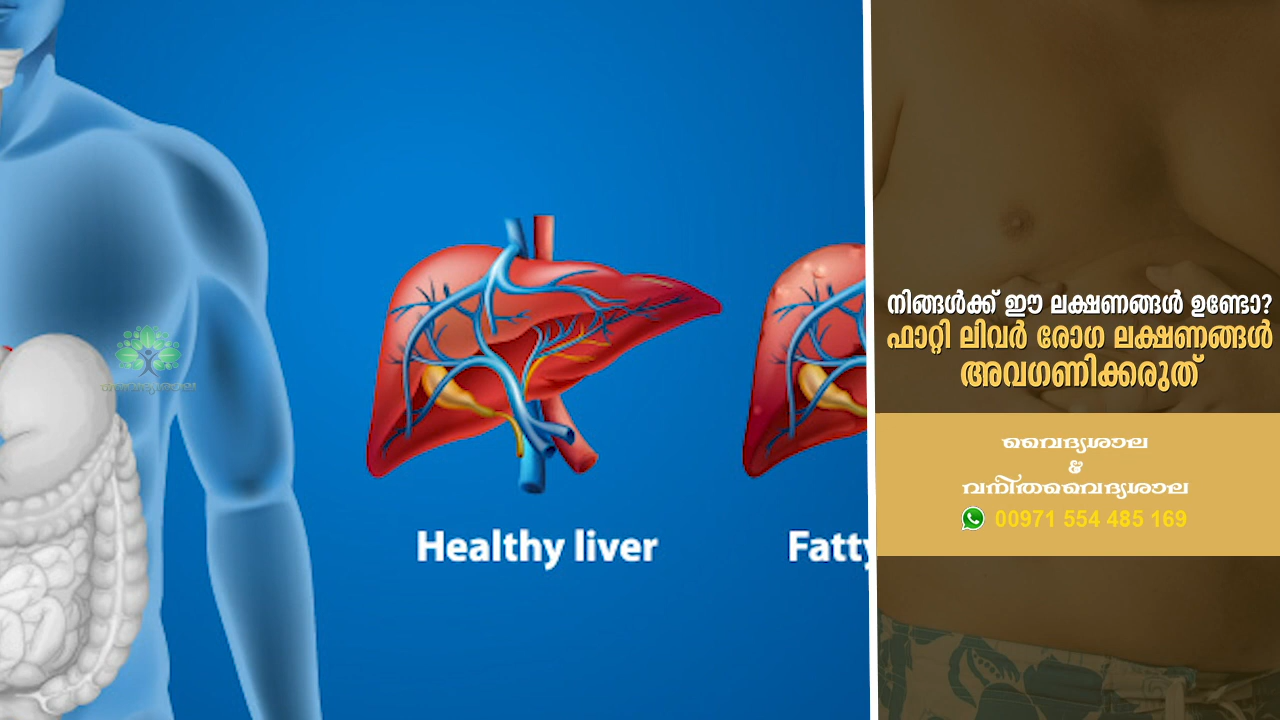 Healthy liver
Fatty
നിങ്ങൾക്ക് ഈ ലക്ഷണങ്ങൾ ഉണ്ടോ?
ഫാറ്റി ലിവർ രോഗ ലക്ഷണങ്ങൾ
അവഗണിക്കരുത്
വൈദ്യശാല
&
വനിതവൈദ്യശാല
00971 554 485 169